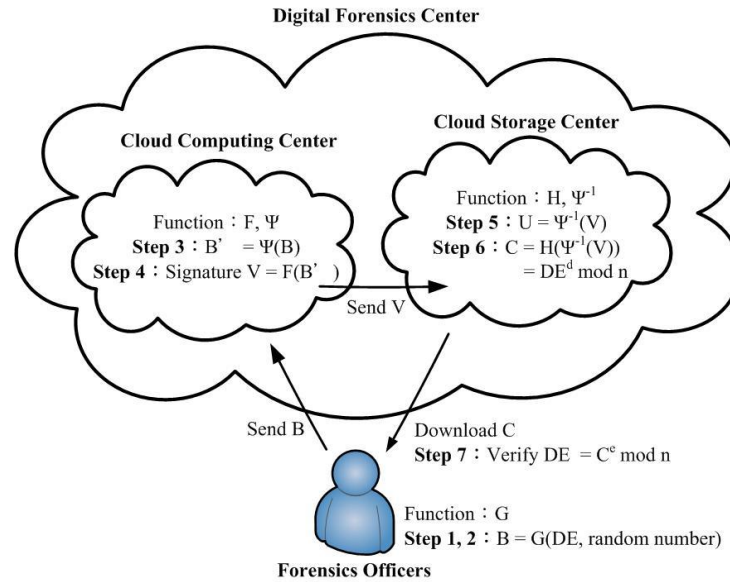 Digital Forensics Center
Cloud Computing Center
Function：F, Ψ
Step 3：B' = Ψ(B)
Step 4：Signature V = F(B' )
Cloud Storage Center
Function：H, Ψ⁻¹
Step 5：U = Ψ⁻¹(V)
Step 6：C = H(Ψ⁻¹(V))
= DEᵈ mod n
Send V
Send B
Download C
Step 7：Verify DE = Cᵉ mod n
Function：G
Step 1, 2：B = G(DE, random number)
Forensics Officers